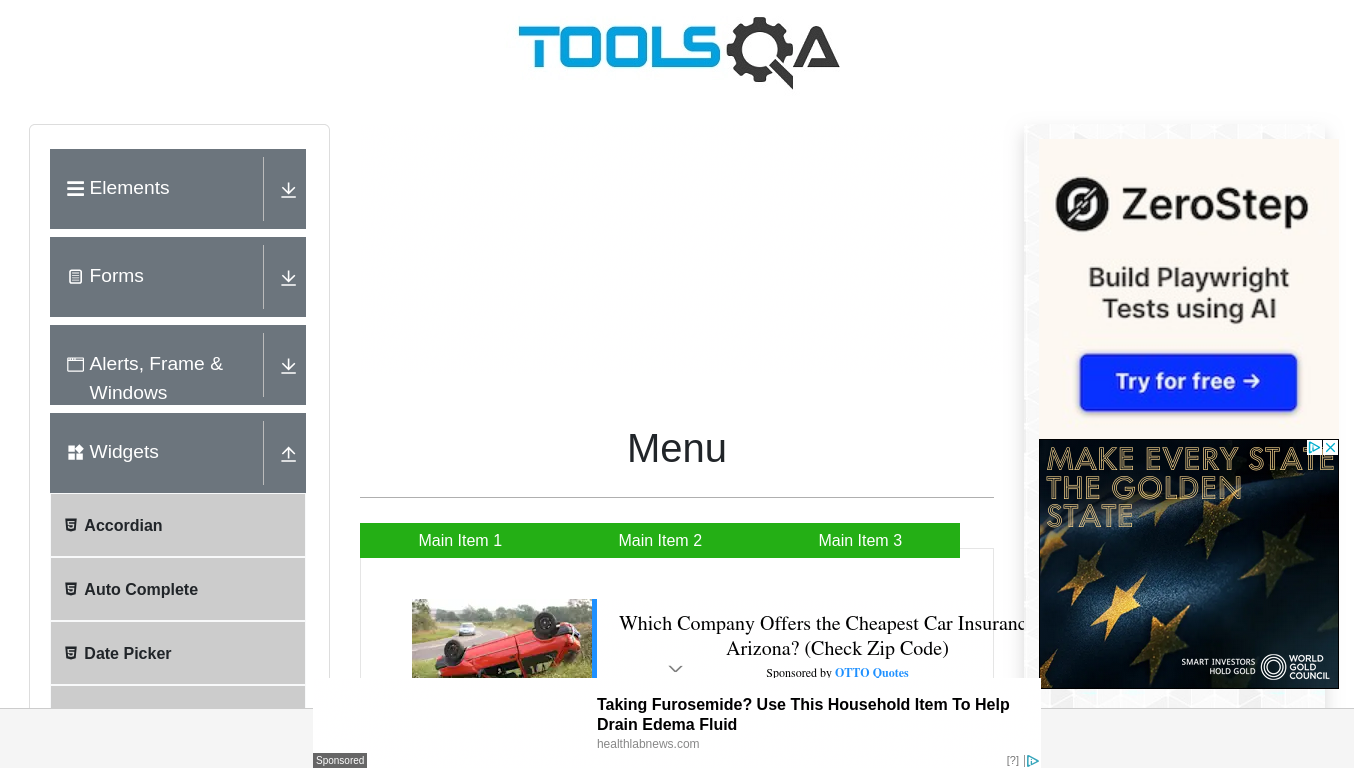 TOOLSQA
Elements
Forms
Alerts, Frame &
Windows
Widgets
Accordian
Auto Complete
Date Picker
Menu
Main Item 1
Main Item 2
Main Item 3
Which Company Offers the Cheapest Car Insuranc
Arizona? (Check Zip Code)
Sponsored by OTTO Quotes
ZeroStep
Build Playwright
Tests using AI
Try for free →
MAKE EVERY STATE
THE GOLDEN
STATE
SMART INVESTORS
HOLD GOLD
WORLD
GOLD
COUNCIL
Taking Furosemide? Use This Household Item To Help
Drain Edema Fluid
healthlabnews.com
Sponsored
[?]